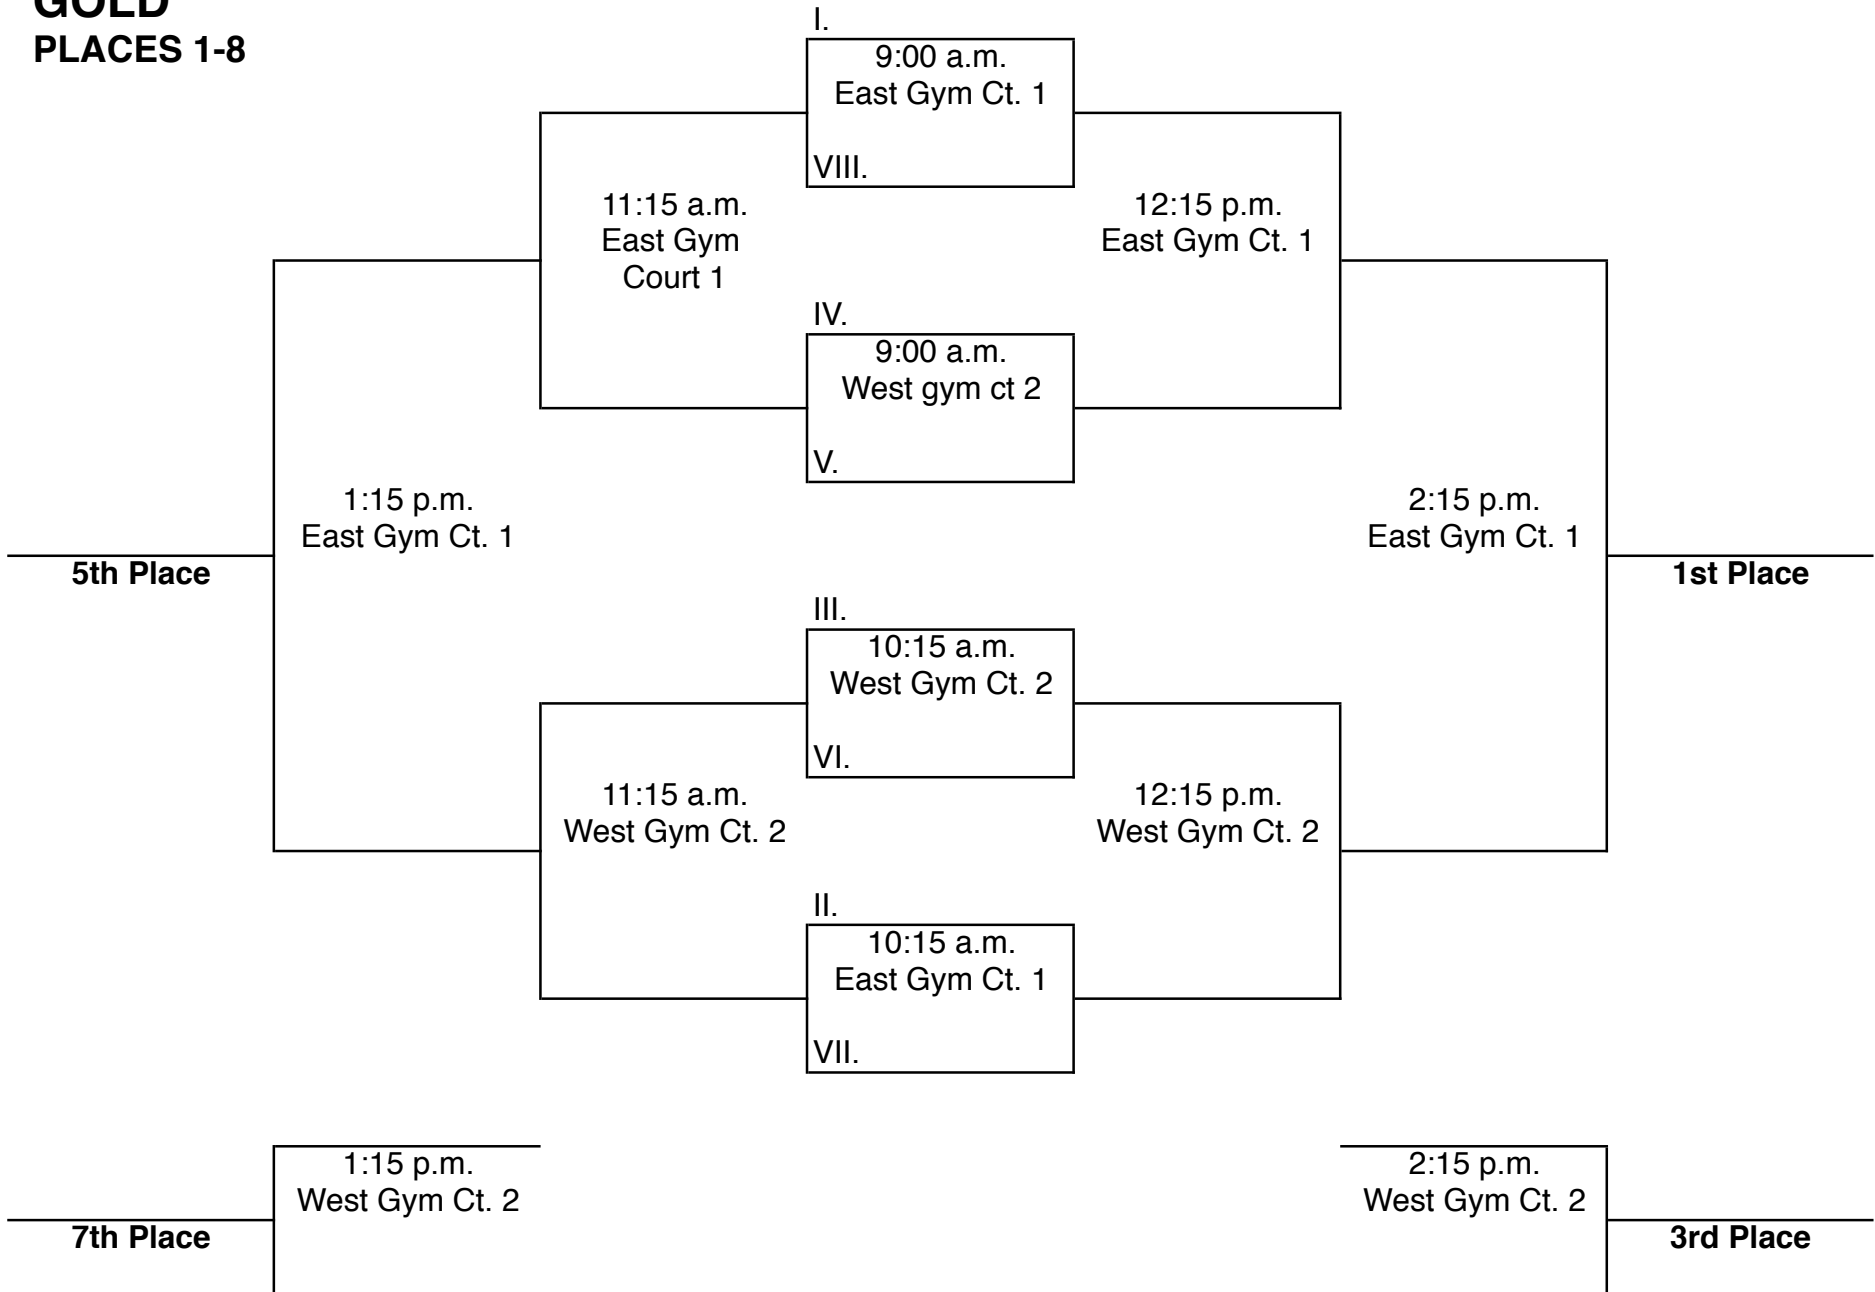 GOLD
PLACES 1-8
I.
9:00 a.m.
East Gym Ct. 1
VIII.
11:15 a.m.
East Gym
Court 1
12:15 p.m.
East Gym Ct. 1
IV.
9:00 a.m.
West gym ct 2
V.
1:15 p.m.
East Gym Ct. 1
2:15 p.m.
East Gym Ct. 1
5th Place
1st Place
III.
10:15 a.m.
West Gym Ct. 2
VI.
11:15 a.m.
West Gym Ct. 2
12:15 p.m.
West Gym Ct. 2
II.
10:15 a.m.
East Gym Ct. 1
VII.
1:15 p.m.
West Gym Ct. 2
2:15 p.m.
West Gym Ct. 2
7th Place
3rd Place